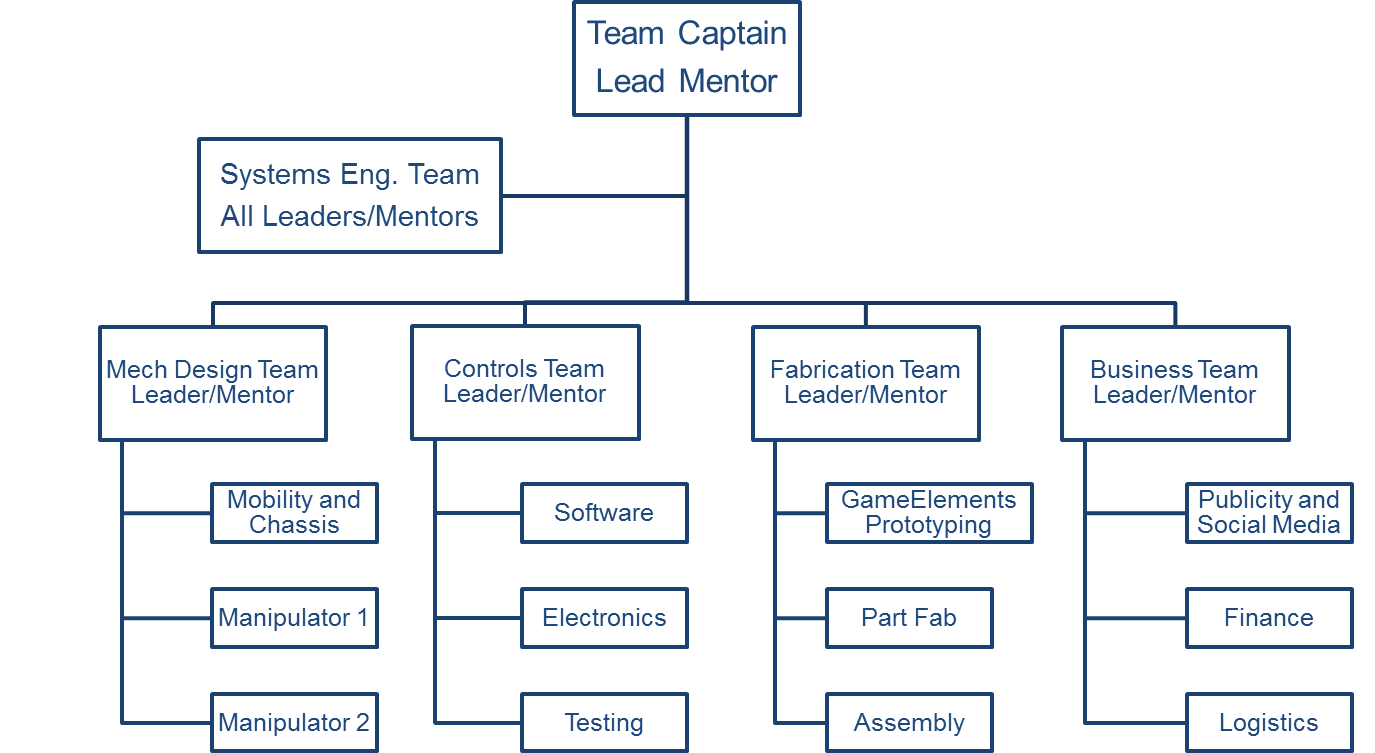 Team Captain
Lead Mentor
Systems Eng. Team
All Leaders/Mentors
Mech Design Team
Leader/Mentor
Controls Team
Leader/Mentor
Fabrication Team
Leader/Mentor
Business Team
Leader/Mentor
Mobility and
Chassis
Software
GameElements
Prototyping
Publicity and
Social Media
Manipulator 1
Electronics
Part Fab
Finance
Manipulator 2
Testing
Assembly
Logistics